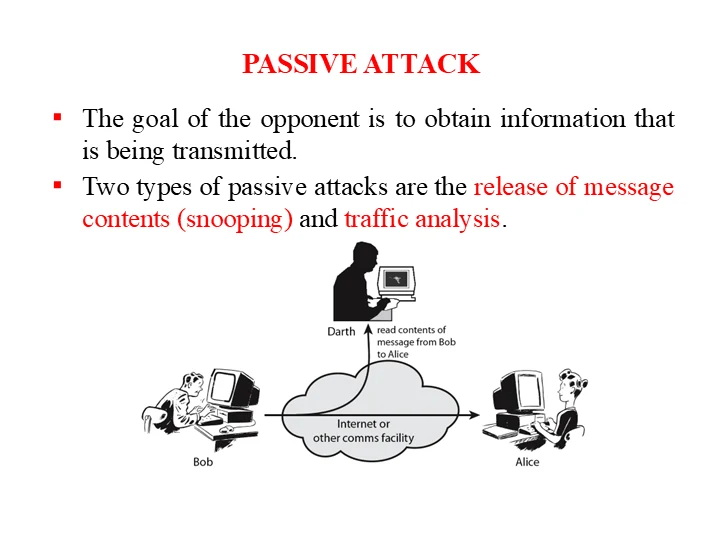 PASSIVE ATTACK
▪ The goal of the opponent is to obtain information that
is being transmitted.
▪ Two types of passive attacks are the release of message
contents (snooping) and traffic analysis.
Darth
read contents of
message from Bob
to Alice
Internet or
other comms facility
Bob
Alice